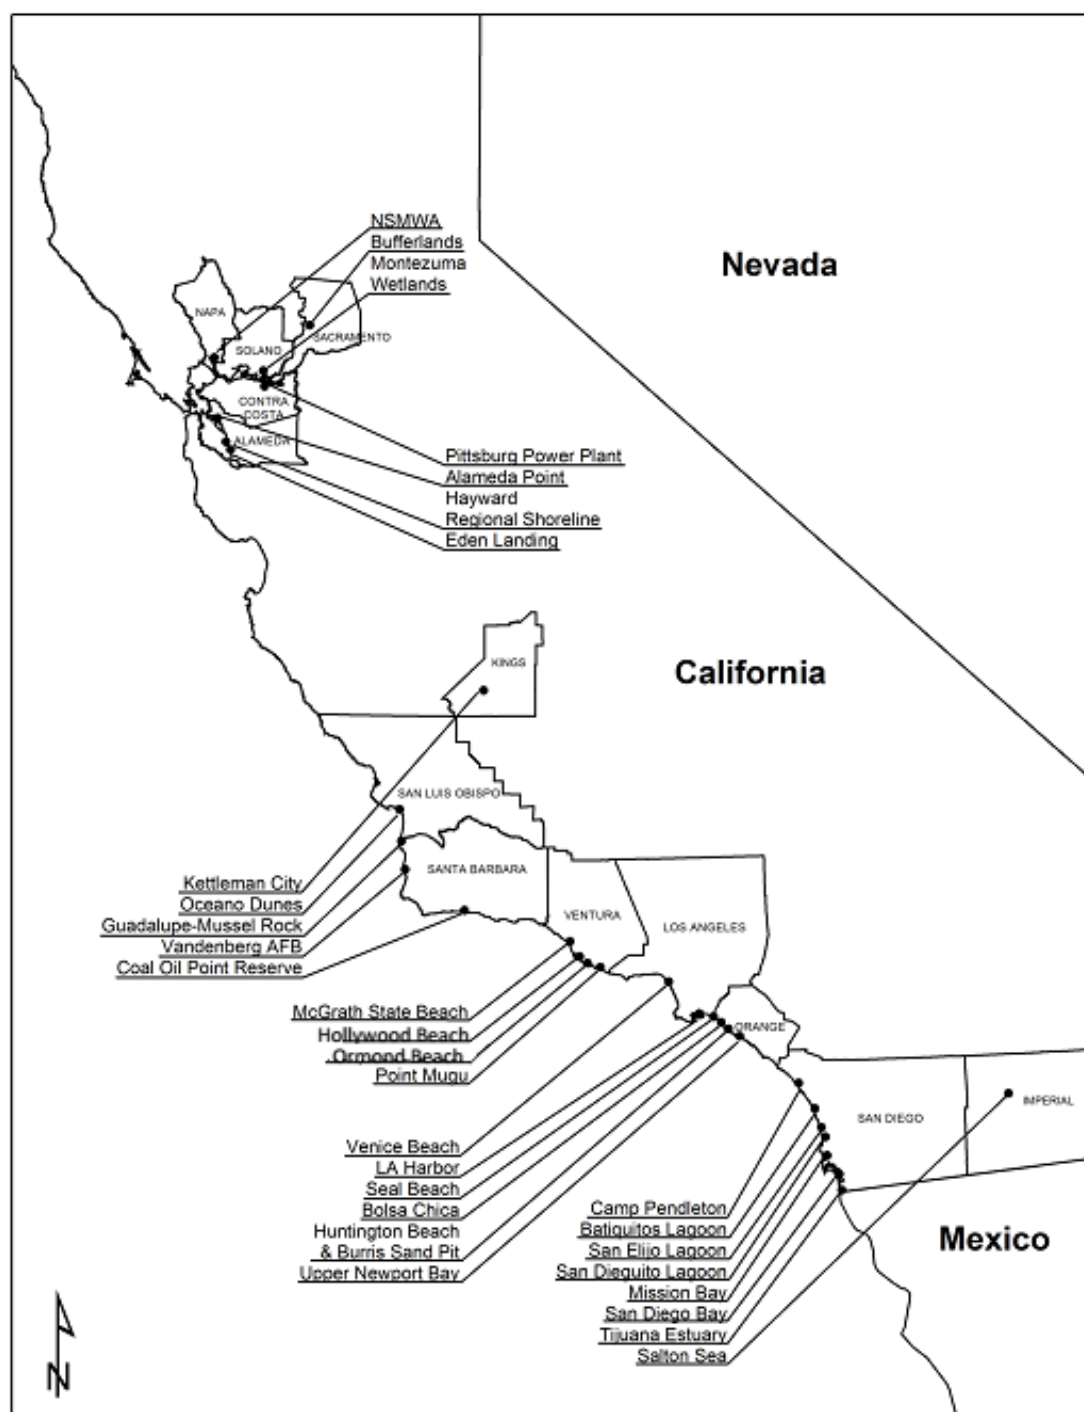 NSMWA
Bufferlands
Montezuma
Wetlands
Nevada
NAPA
SACRAMENTO
SOLANO
CONTRA
COSTA
ALAMEDA
Pittsburg Power Plant
Alameda Point
Hayward
Regional Shoreline
Eden Landing
KINGS
California
SAN LUIS OBISPO
SANTA BARBARA
Kettleman City
Oceano Dunes
Guadalupe-Mussel Rock
Vandenberg AFB
Coal Oil Point Reserve
VENTURA
LOS ANGELES
McGrath State Beach
Hollywood Beach
Ormond Beach
Point Mugu
ORANGE
SAN DIEGO
IMPERIAL
Venice Beach
LA Harbor
Seal Beach
Bolsa Chica
Huntington Beach
& Burris Sand Pit
Upper Newport Bay
Camp Pendleton
Batiquitos Lagoon
San Elijo Lagoon
San Dieguito Lagoon
Mission Bay
San Diego Bay
Tijuana Estuary
Salton Sea
Mexico
N